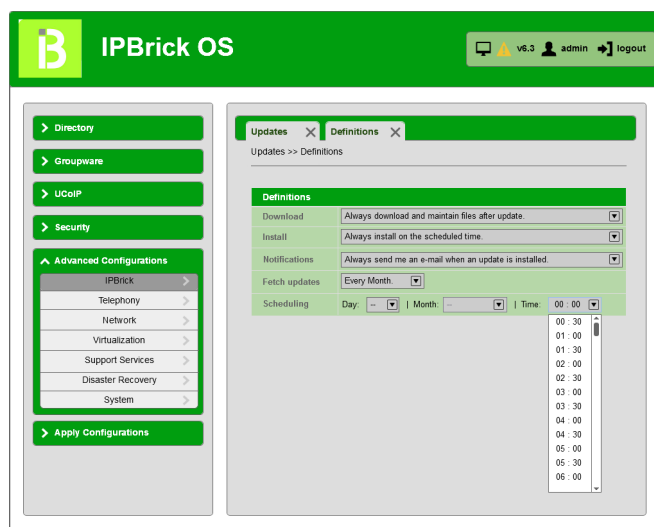 IPBrick OS
v6.3 admin logout
Directory
Groupware
UCoIP
Security
Advanced Configurations
IPBrick
Telephony
Network
Virtualization
Support Services
Disaster Recovery
System
Apply Configurations
Updates Definitions
Updates >> Definitions
Definitions
Download Always download and maintain files after update.
Install Always install on the scheduled time.
Notifications Always send me an e-mail when an update is installed.
Fetch updates Every Month.
Scheduling Day: -- | Month: -- | Time: 00 : 00
00 : 30
01 : 00
01 : 30
02 : 00
02 : 30
03 : 00
03 : 30
04 : 00
04 : 30
05 : 00
05 : 30
06 : 00